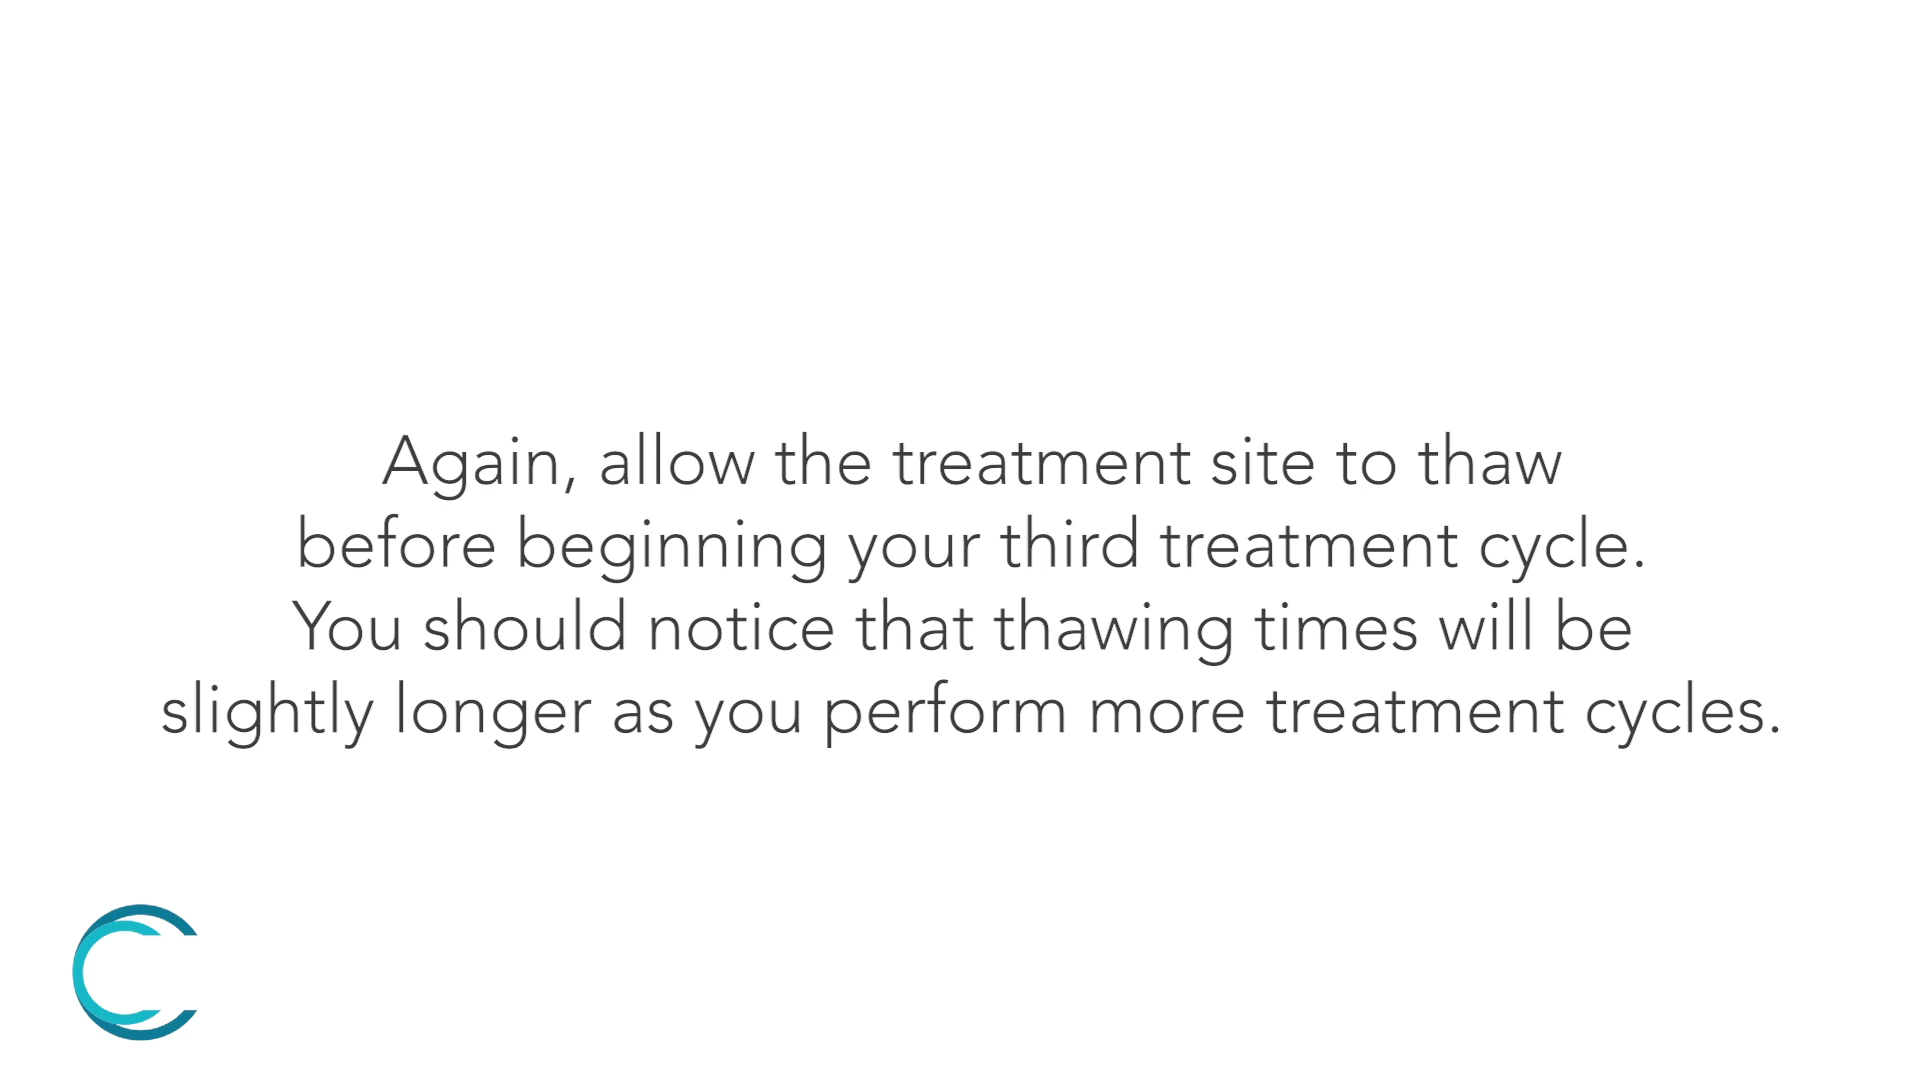 Again, allow the treatment site to thaw
before beginning your third treatment cycle.
You should notice that thawing times will be
slightly longer as you perform more treatment cycles.